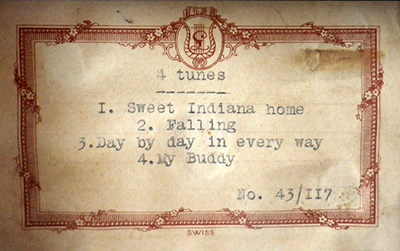 4 tunes
-------
I. Sweet Indiana home
2. Falling
3.Day by day in every way
4.My Buddy
No. 43/II7
SWISS